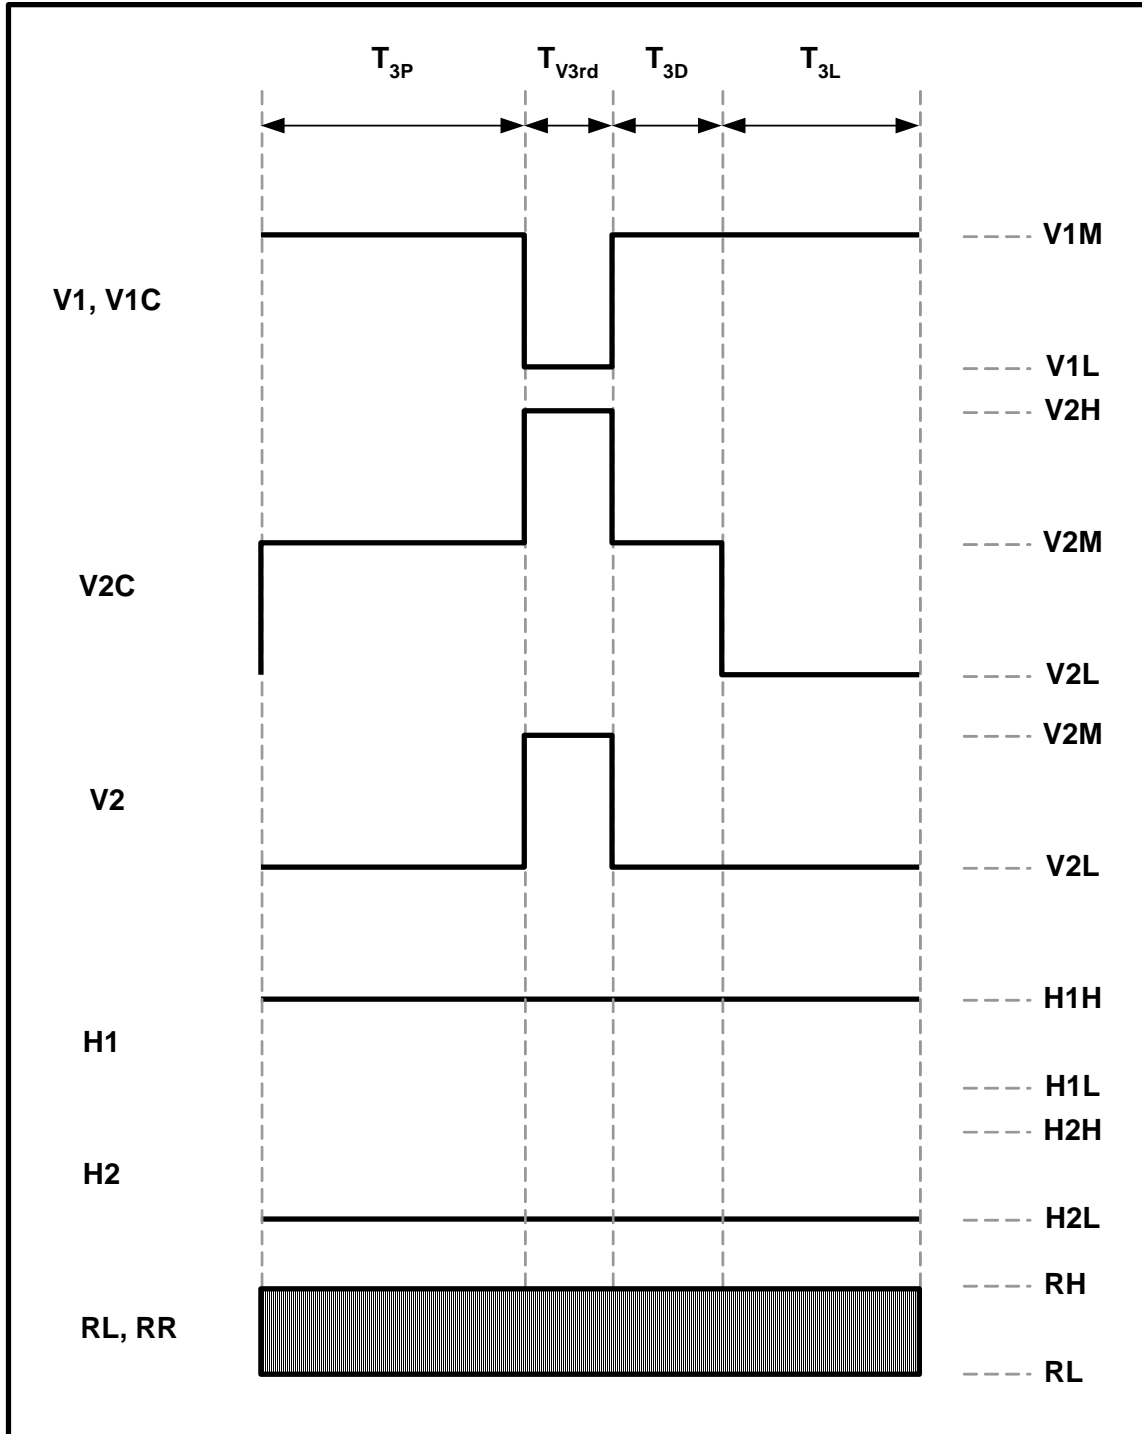 T3P TV3rd T3D T3L
V1M
V1, V1C
V1L
V2H
V2M
V2C
V2L
V2M
V2
V2L
H1H
H1
H1L
H2H
H2
H2L
RH
RL, RR
RL